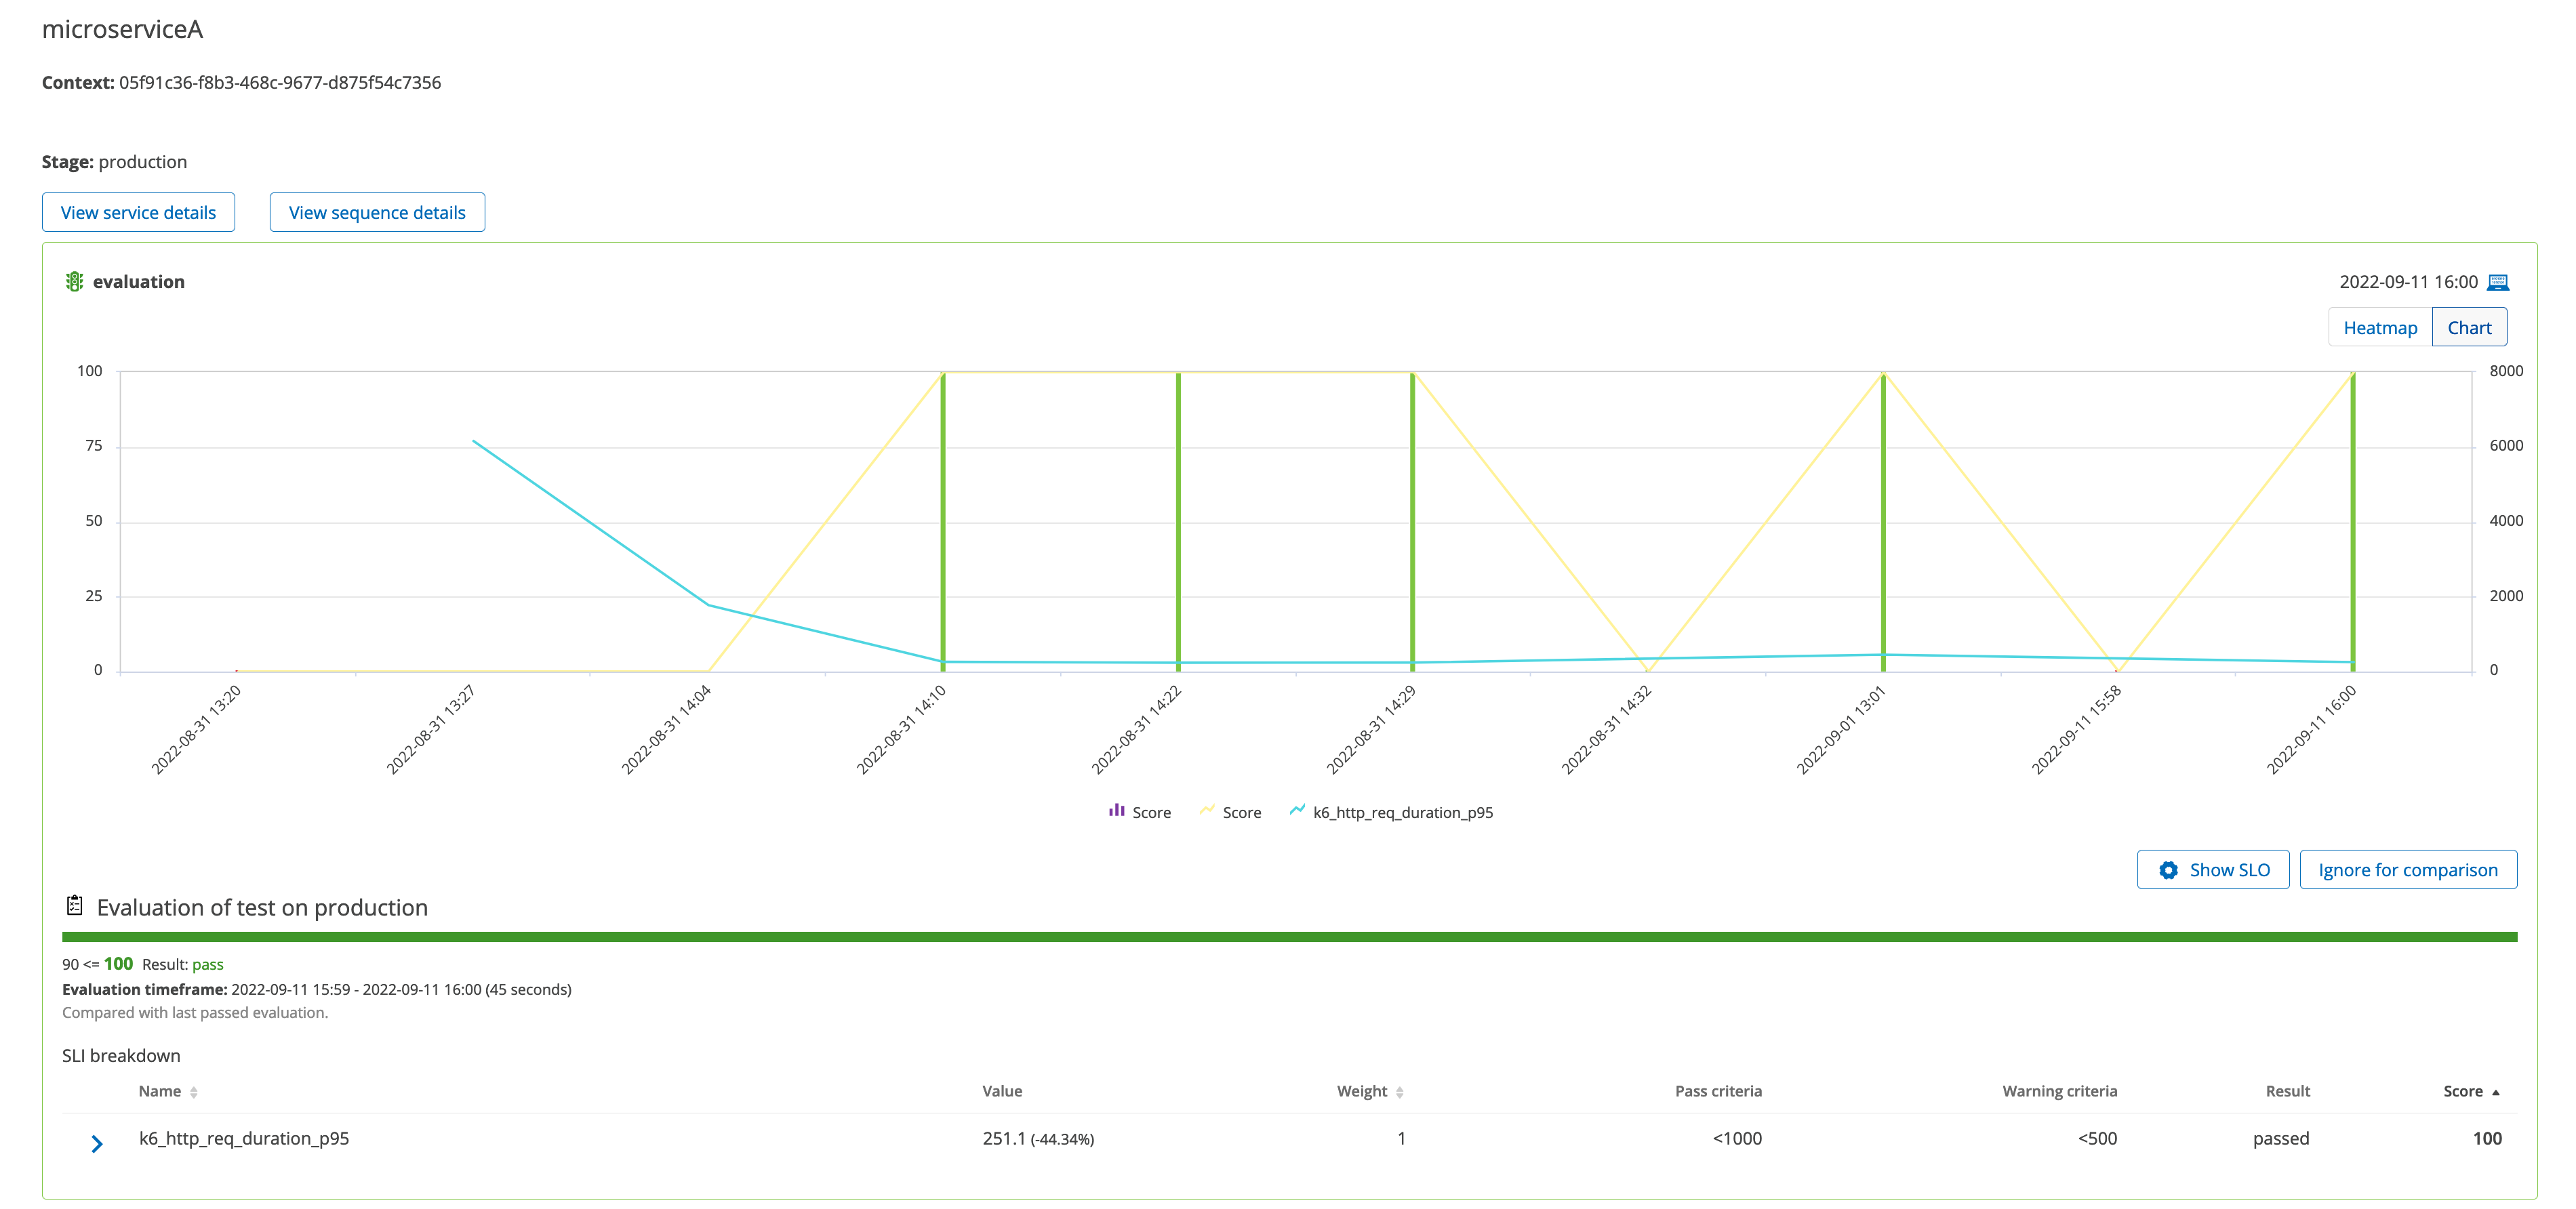 microserviceA
Context: 05f91c36-f8b3-468c-9677-d875f54c7356
Stage: production
View service details View sequence details
evaluation 2022-09-11 16:00
Heatmap Chart
100 8000
75 6000
50 4000
25 2000
0 0
2022-08-31 13:20 2022-08-31 13:27 2022-08-31 14:04 2022-08-31 14:10 2022-08-31 14:22 2022-08-31 14:29 2022-08-31 14:32 2022-09-01 13:01 2022-09-11 15:58 2022-09-11 16:00
Score Score k6_http_req_duration_p95
Show SLO Ignore for comparison
Evaluation of test on production
90 <= 100 Result: pass
Evaluation timeframe: 2022-09-11 15:59 - 2022-09-11 16:00 (45 seconds)
Compared with last passed evaluation.
SLI breakdown
Name Value Weight Pass criteria Warning criteria Result Score
k6_http_req_duration_p95 251.1 (-44.34%) 1 <1000 <500 passed 100